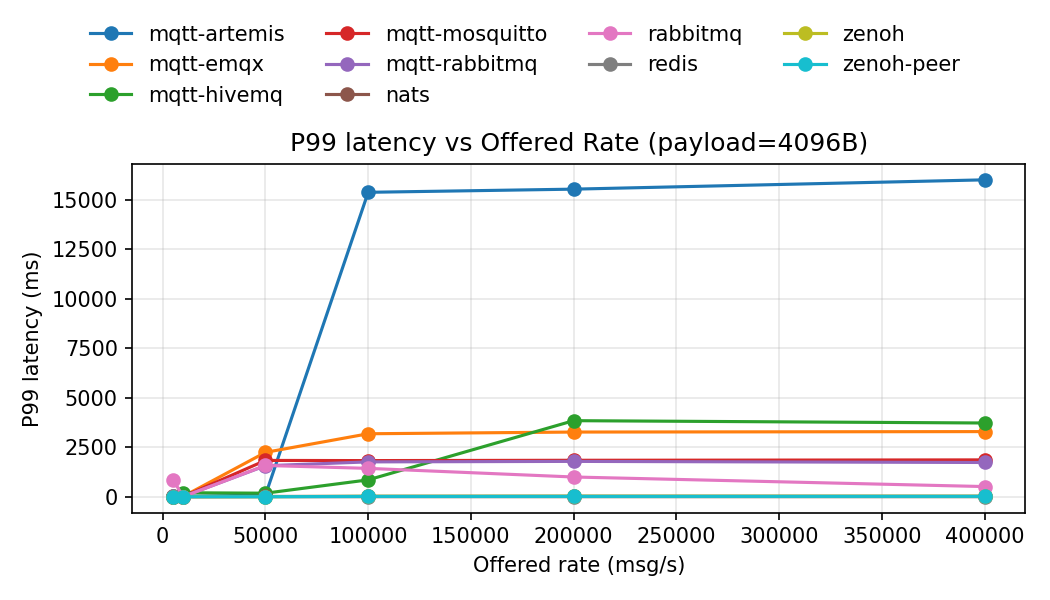 mqtt-artemis mqtt-mosquitto rabbitmq zenoh
mqtt-emqx mqtt-rabbitmq redis zenoh-peer
mqtt-hivemq nats
P99 latency vs Offered Rate (payload=4096B)
15000
12500
10000
7500
5000
2500
0
P99 latency (ms)
0 50000 100000 150000 200000 250000 300000 350000 400000
Offered rate (msg/s)